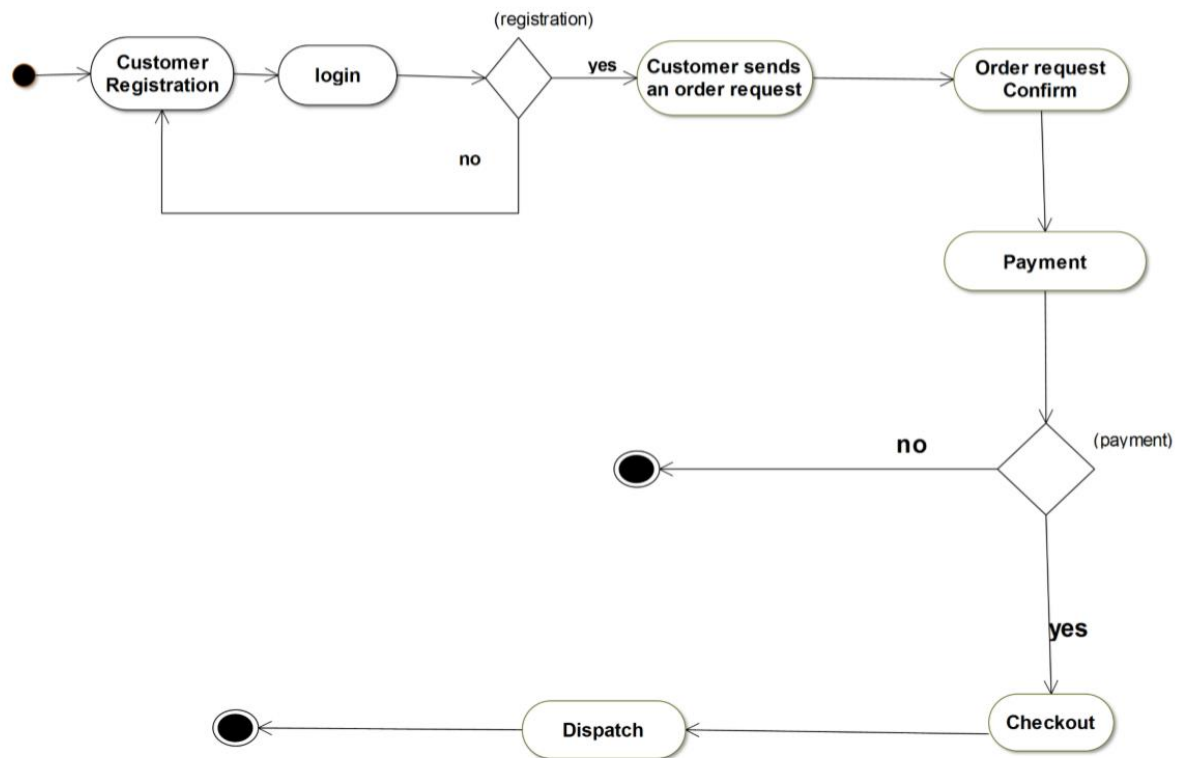 (registration)
Customer
Registration
login
yes
Customer sends
an order request
Order request
Confirm
no
Payment
no
(payment)
yes
Dispatch
Checkout